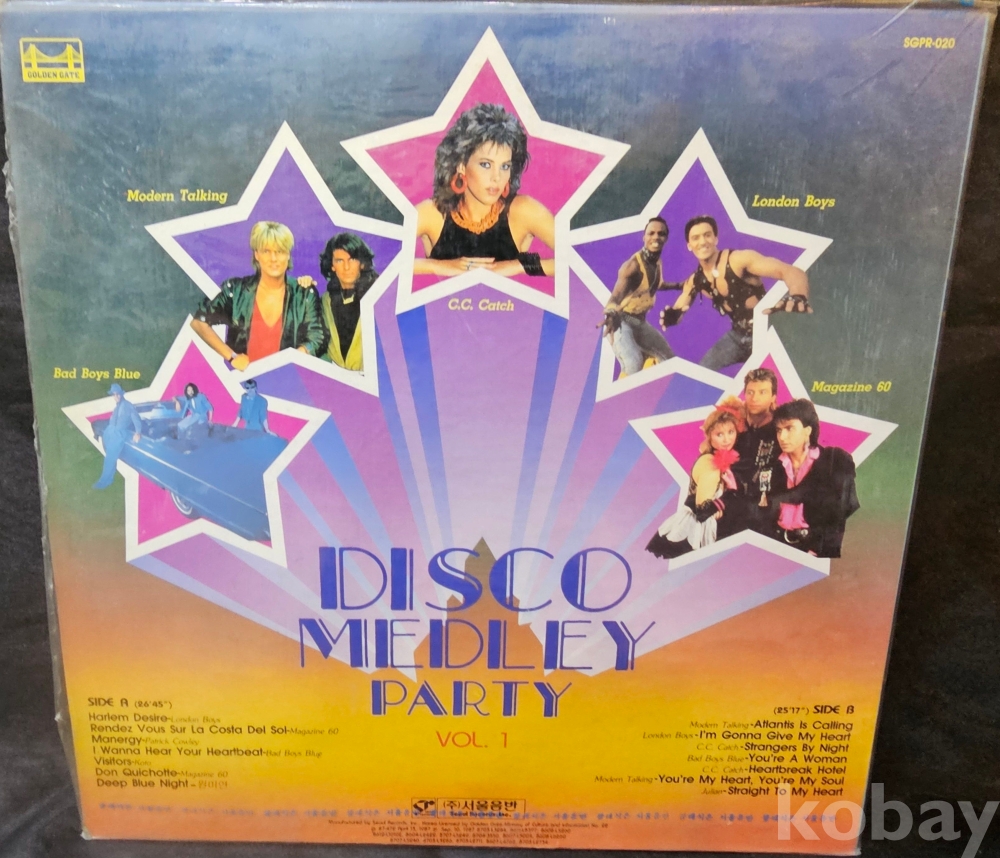 GOLDEN GATE
SGPR-020
Modern Talking
London Boys
C.C. Catch
Bad Boys Blue
Magazine 60
DISCO
MEDLEY
PARTY
VOL. 1
SIDE A (26'45")
Harlem Desire-London Boys
Rendez Vous Sur La Costa Del Sol-Magazine 60
Manergy-Patrick Cowley
I Wanna Hear Your Heartbeat-Bad Boys Blue
Visitors-Koto
Don Quichotte-Magazine 60
Deep Blue Night-
(25'17") SIDE B
Modern Talking-Atlantis Is Calling
London Boys-I'm Gonna Give My Heart
C.C. Catch-Strangers By Night
Bad Boys Blue-You're A Woman
C.C. Catch-Heartbreak Hotel
Modern Talking-You're My Heart, You're My Soul
Julian-Straight To My Heart
(주)서울음반
kobay